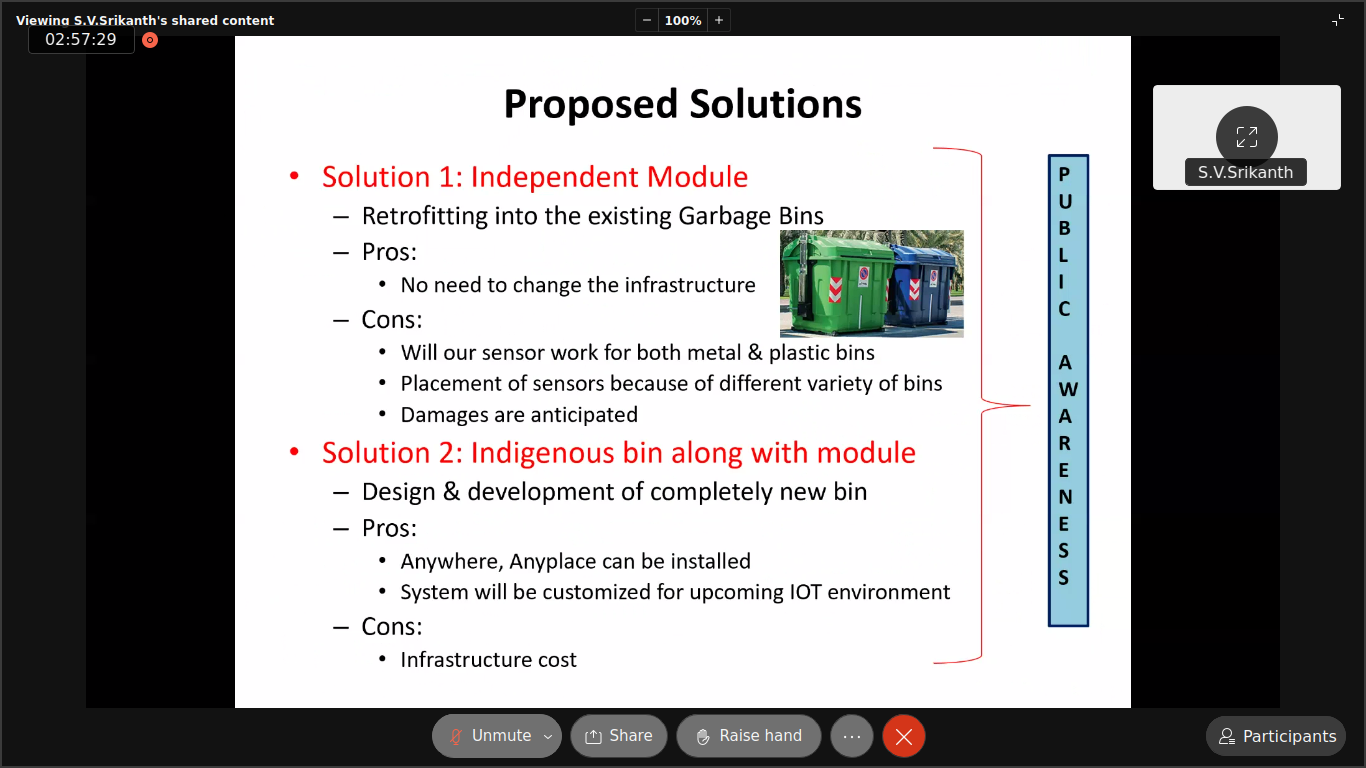 Viewing S.V.Srikanth's shared content
− 100% +
02:57:29
Proposed Solutions
• Solution 1: Independent Module
– Retrofitting into the existing Garbage Bins
– Pros:
• No need to change the infrastructure
– Cons:
• Will our sensor work for both metal & plastic bins
• Placement of sensors because of different variety of bins
• Damages are anticipated
• Solution 2: Indigenous bin along with module
– Design & development of completely new bin
– Pros:
• Anywhere, Anyplace can be installed
• System will be customized for upcoming IOT environment
– Cons:
• Infrastructure cost
PUBLIC AWARENESS
S.V.Srikanth
Unmute
Share
Raise hand
...
Participants